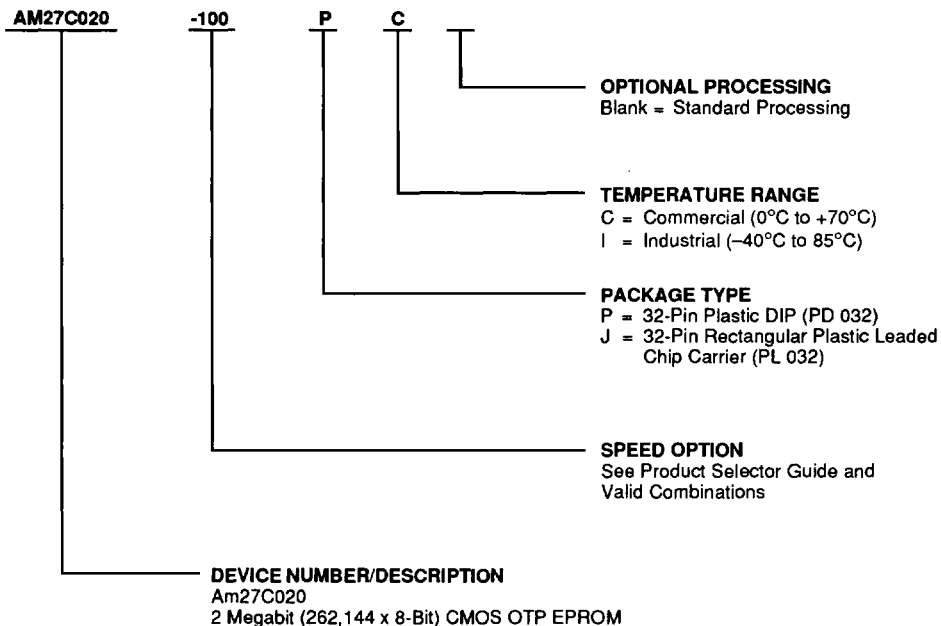 AM27C020 -100 P C
OPTIONAL PROCESSING
Blank = Standard Processing
TEMPERATURE RANGE
C = Commercial (0°C to +70°C)
I = Industrial (–40°C to 85°C)
PACKAGE TYPE
P = 32-Pin Plastic DIP (PD 032)
J = 32-Pin Rectangular Plastic Leaded
Chip Carrier (PL 032)
SPEED OPTION
See Product Selector Guide and
Valid Combinations
DEVICE NUMBER/DESCRIPTION
Am27C020
2 Megabit (262,144 x 8-Bit) CMOS OTP EPROM